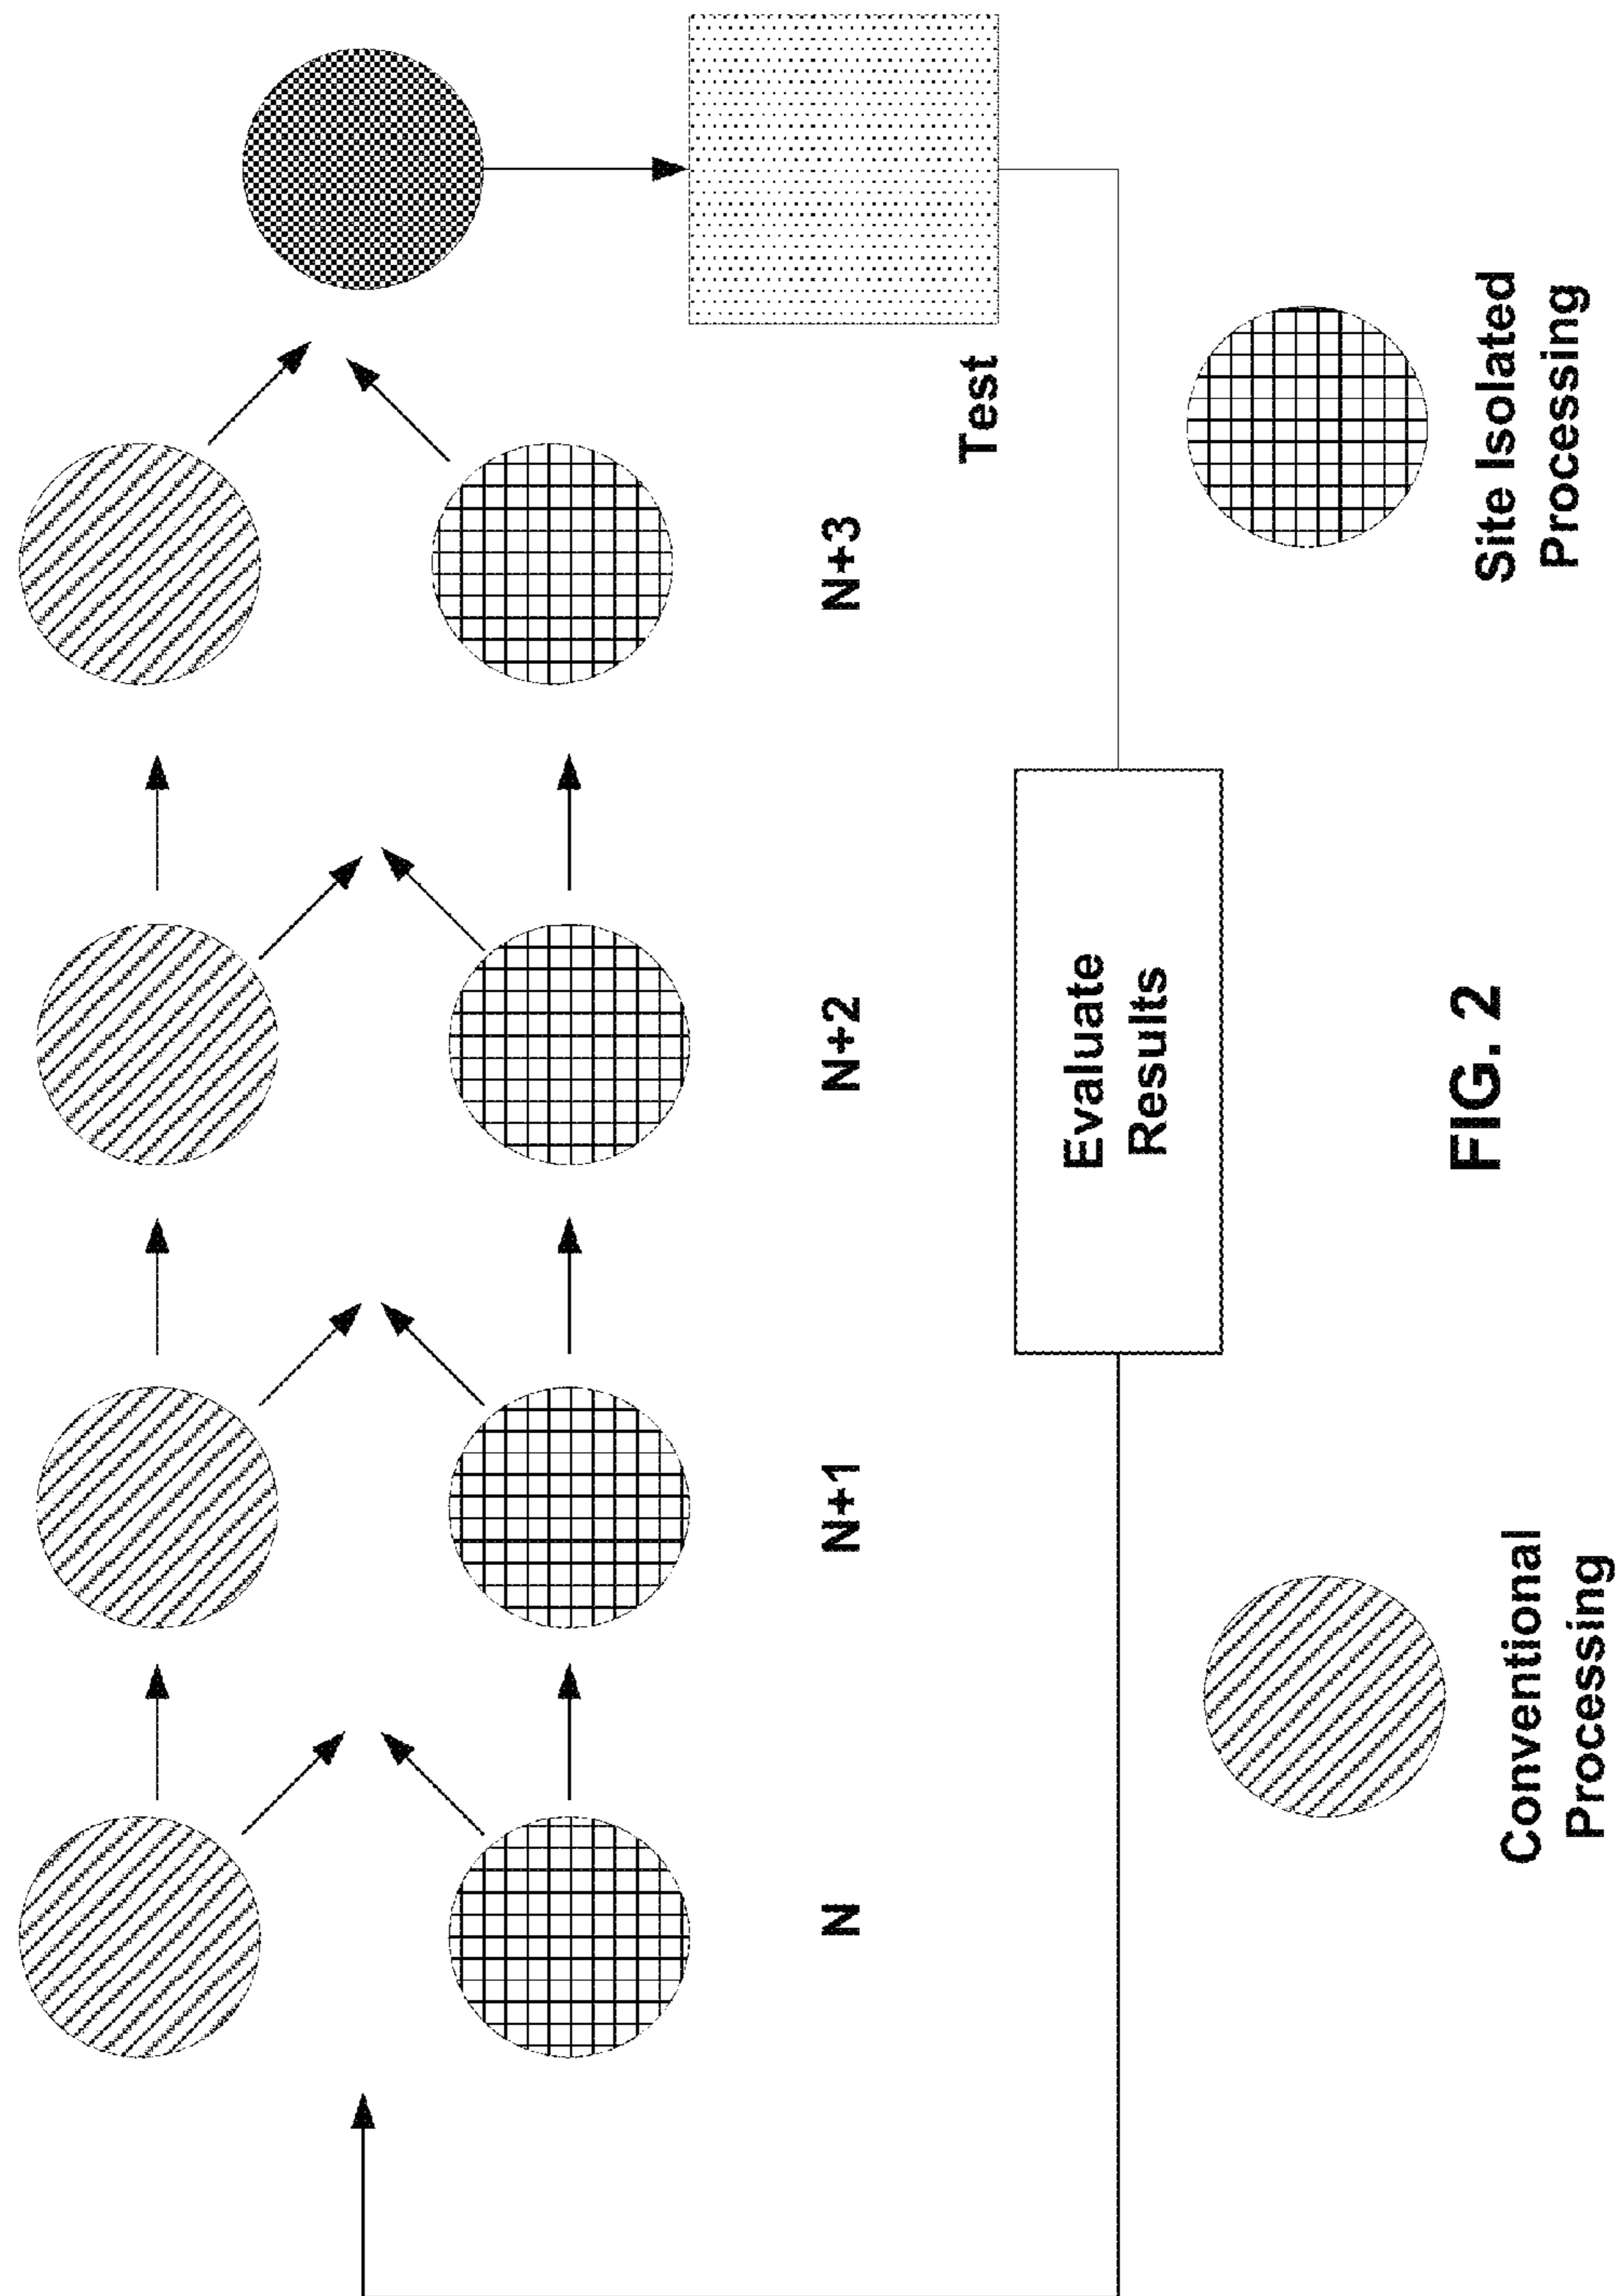 N
N+1
N+2
N+3
Test
Evaluate
Results
Conventional
Processing
Site Isolated
Processing
FIG. 2